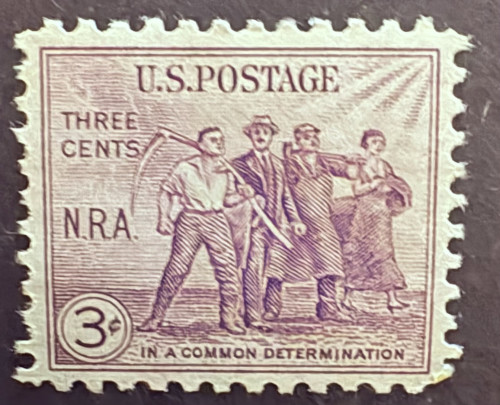 U.S.POSTAGE
THREE
CENTS
N.R.A.
3¢
IN A COMMON DETERMINATION